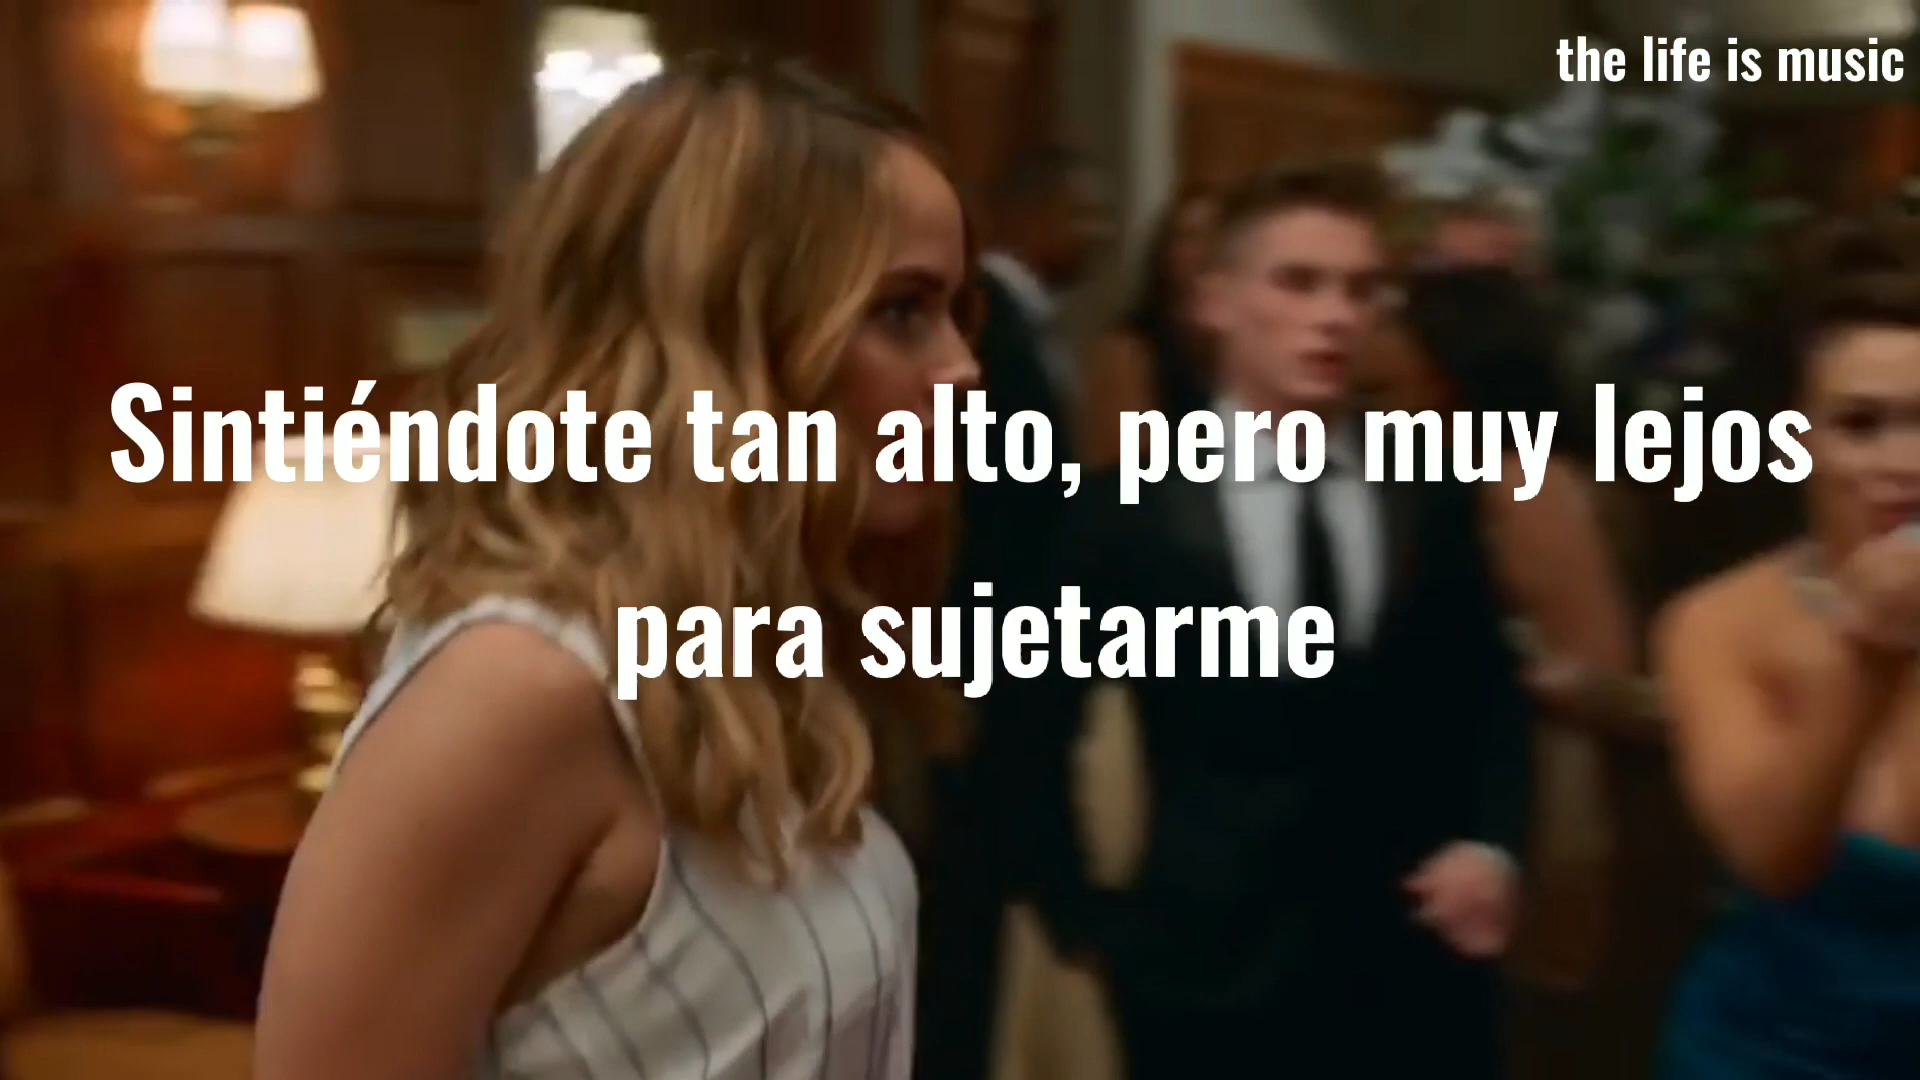 the life is music
Sintiéndote tan alto, pero muy lejos
para sujetarme